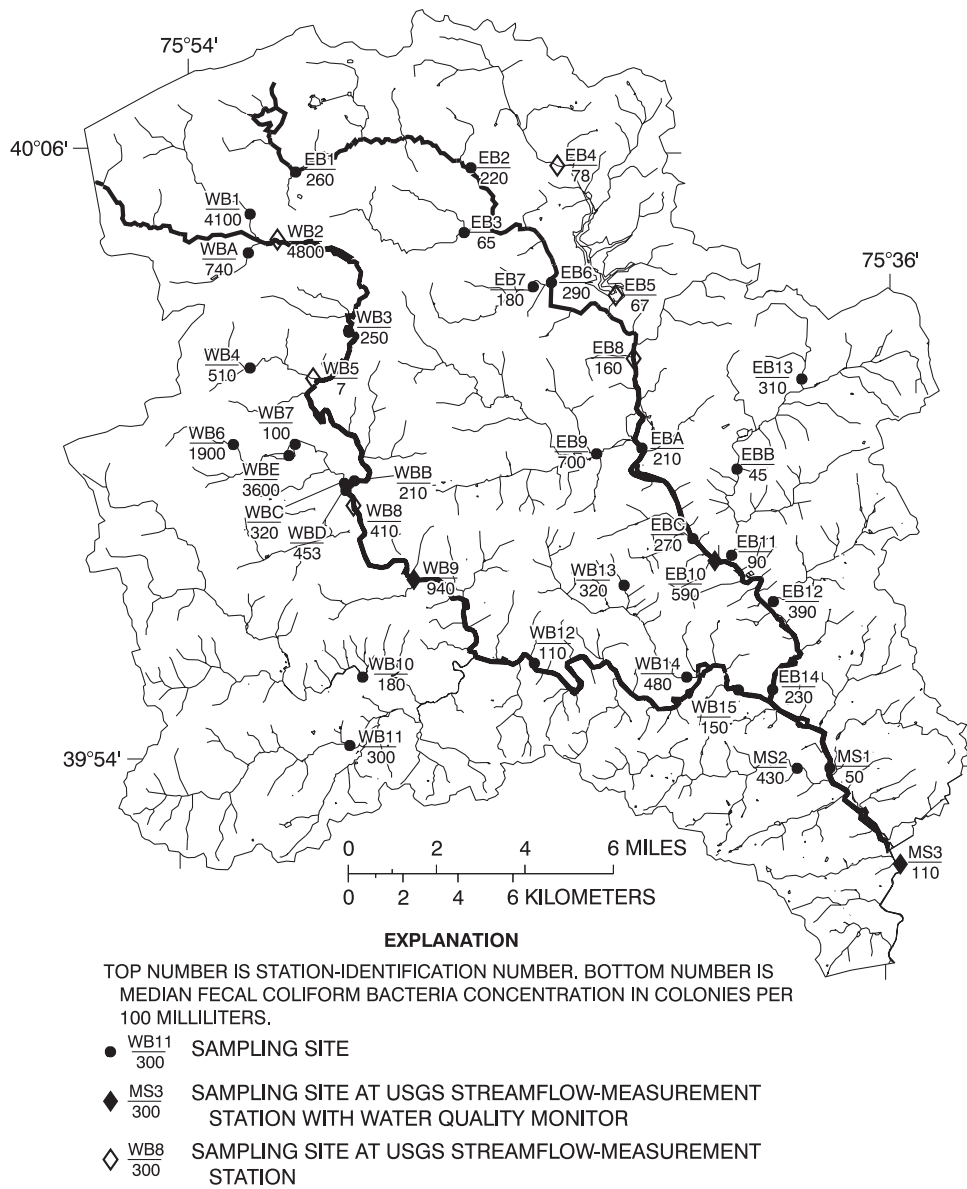 75°54'
40°06'
EB1
260
EB2
220
EB4
78
WB1
4100
WB2
4800
EB3
65
WBA
740
75°36'
EB7
180
EB6
290
EB5
67
WB3
250
EB8
160
WB4
510
WB5
7
EB13
310
WB7
100
WB6
1900
EB9
700
EBA
210
EBB
45
WBE
3600
WBB
210
WBC
320
WBD
453
WB8
410
EBC
270
EB11
90
WB9
940
WB13
320
EB10
590
EB12
390
WB12
110
WB10
180
WB14
480
EB14
230
WB15
150
39°54'
WB11
300
MS2
430
MS1
50
MS3
110
0 2 4 6 MILES
0 2 4 6 KILOMETERS
EXPLANATION
TOP NUMBER IS STATION-IDENTIFICATION NUMBER. BOTTOM NUMBER IS
MEDIAN FECAL COLIFORM BACTERIA CONCENTRATION IN COLONIES PER
100 MILLILITERS.
WB11
300
SAMPLING SITE
MS3
300
SAMPLING SITE AT USGS STREAMFLOW-MEASUREMENT
STATION WITH WATER QUALITY MONITOR
WB8
300
SAMPLING SITE AT USGS STREAMFLOW-MEASUREMENT
STATION